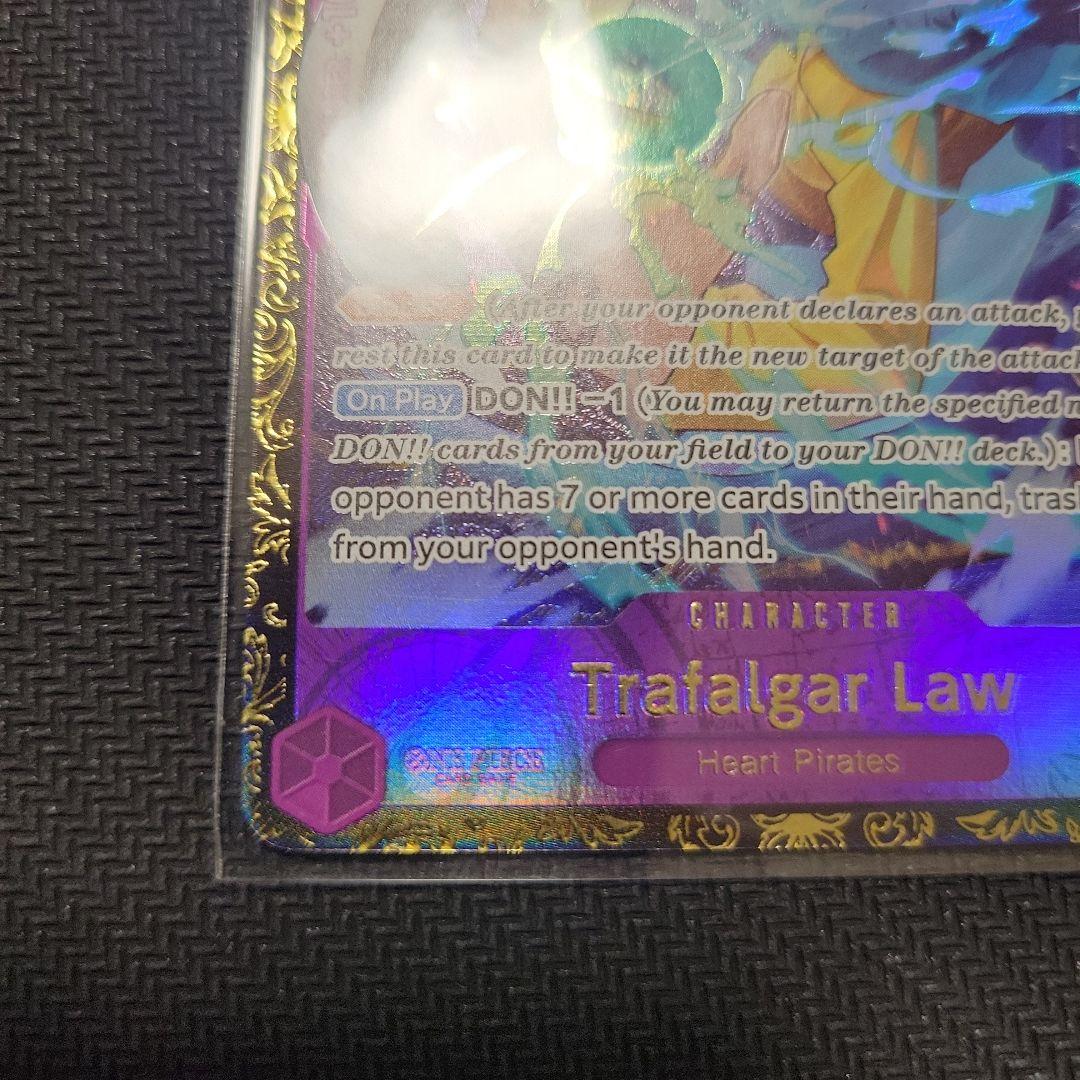 (After your opponent declares an attack,
rest this card to make it the new target of the attack
On Play DON!! −1 (You may return the specified
DON!! cards from your field to your DON!! deck.):
opponent has 7 or more cards in their hand,
from your opponent's hand.
CHARACTER
Trafalgar Law
ONE PIECE
CARD GAME
Heart Pirates